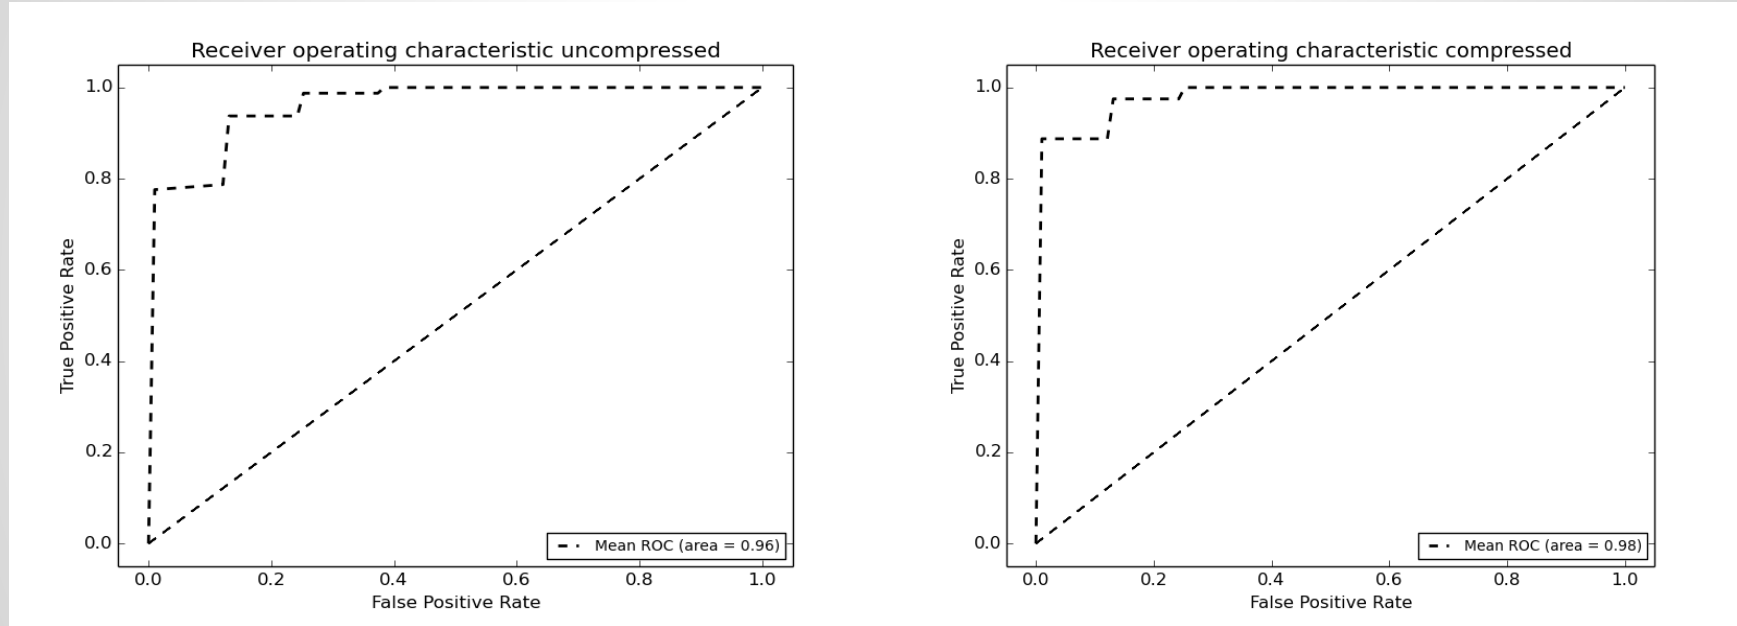 Receiver operating characteristic uncompressed
1.0
0.8
0.6
0.4
0.2
0.0
True Positive Rate
Mean ROC (area = 0.96)
0.0 0.2 0.4 0.6 0.8 1.0
False Positive Rate
Receiver operating characteristic compressed
1.0
0.8
0.6
0.4
0.2
0.0
True Positive Rate
Mean ROC (area = 0.98)
0.0 0.2 0.4 0.6 0.8 1.0
False Positive Rate